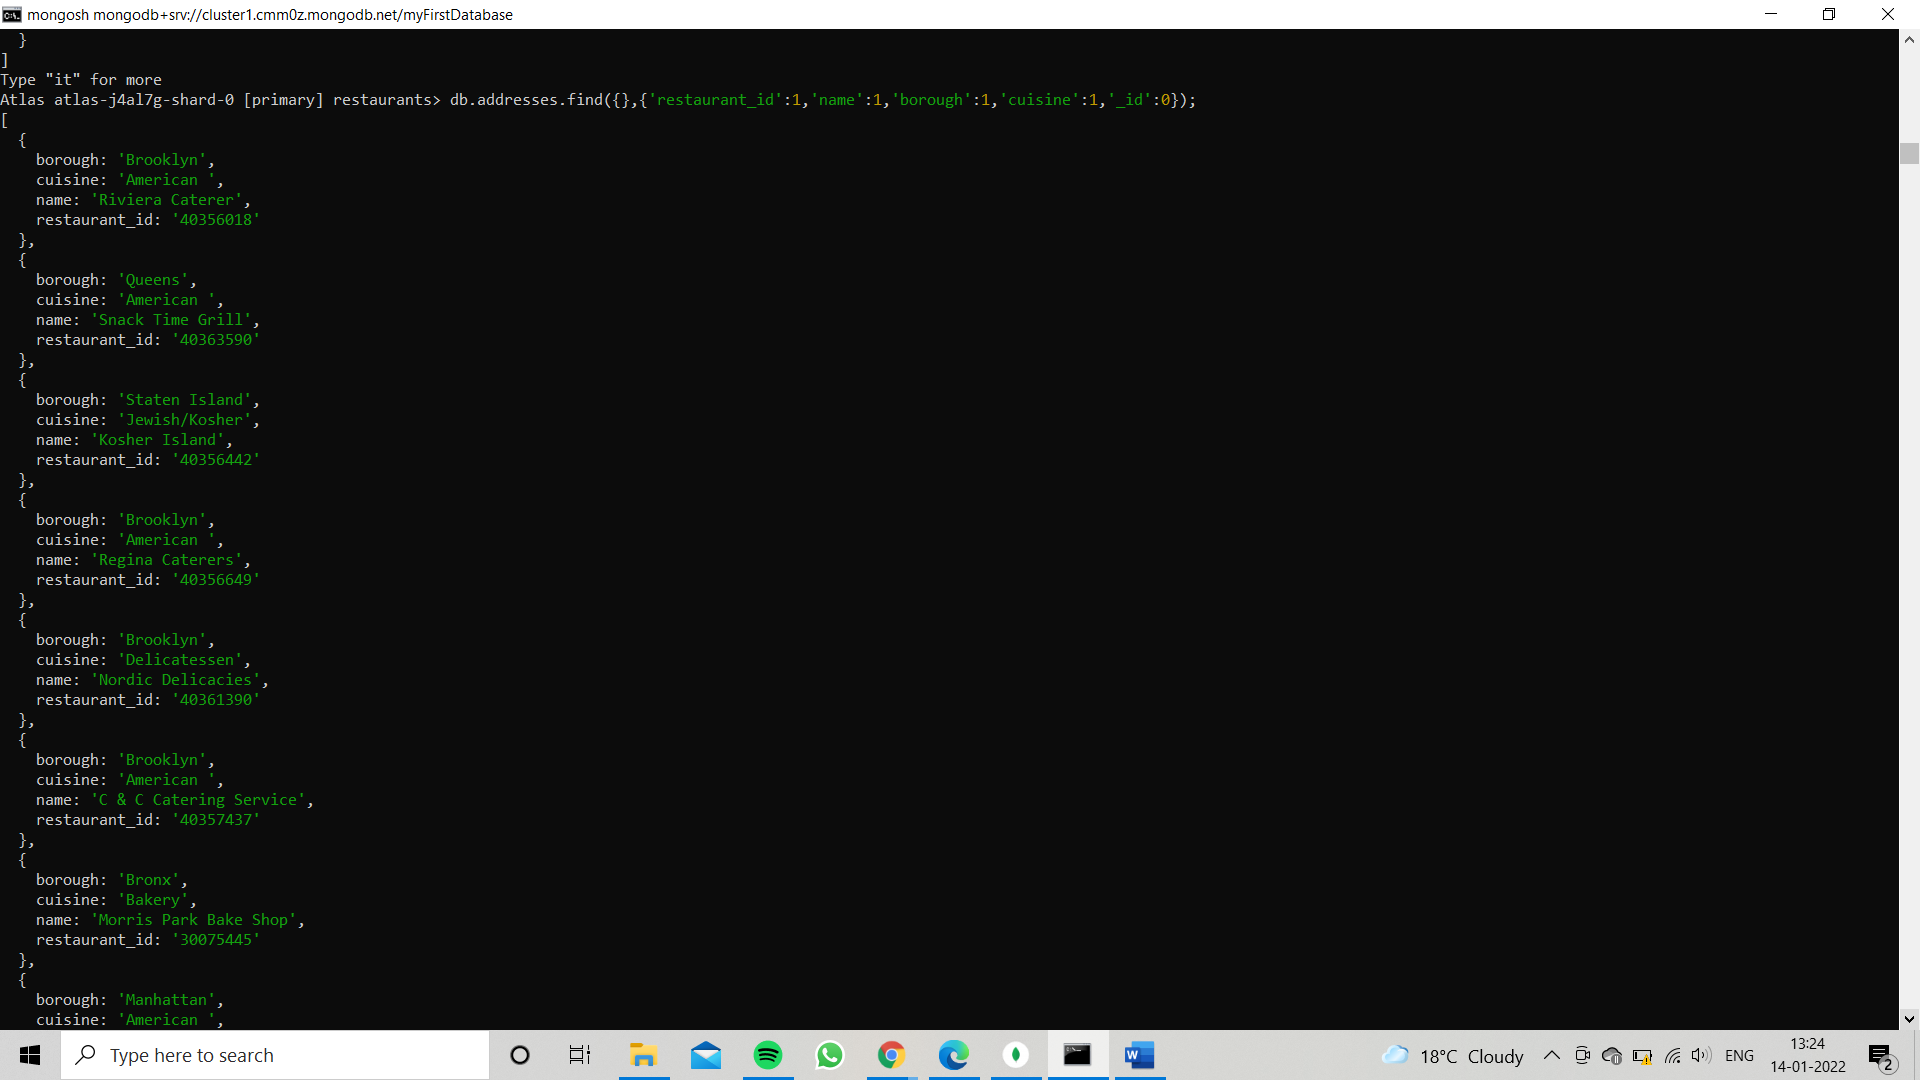 mongosh mongodb+srv://cluster1.cmm0z.mongodb.net/myFirstDatabase
  }
]
Type "it" for more
Atlas atlas-j4al7g-shard-0 [primary] restaurants> db.addresses.find({},{'restaurant_id':1,'name':1,'borough':1,'cuisine':1,'_id':0});
[
  {
    borough: 'Brooklyn',
    cuisine: 'American ',
    name: 'Riviera Caterer',
    restaurant_id: '40356018'
  },
  {
    borough: 'Queens',
    cuisine: 'American ',
    name: 'Snack Time Grill',
    restaurant_id: '40363590'
  },
  {
    borough: 'Staten Island',
    cuisine: 'Jewish/Kosher',
    name: 'Kosher Island',
    restaurant_id: '40356442'
  },
  {
    borough: 'Brooklyn',
    cuisine: 'American ',
    name: 'Regina Caterers',
    restaurant_id: '40356649'
  },
  {
    borough: 'Brooklyn',
    cuisine: 'Delicatessen',
    name: 'Nordic Delicacies',
    restaurant_id: '40361390'
  },
  {
    borough: 'Brooklyn',
    cuisine: 'American ',
    name: 'C & C Catering Service',
    restaurant_id: '40357437'
  },
  {
    borough: 'Bronx',
    cuisine: 'Bakery',
    name: 'Morris Park Bake Shop',
    restaurant_id: '30075445'
  },
  {
    borough: 'Manhattan',
    cuisine: 'American ',
Type here to search
18°C Cloudy
ENG
13:24
14-01-2022
2